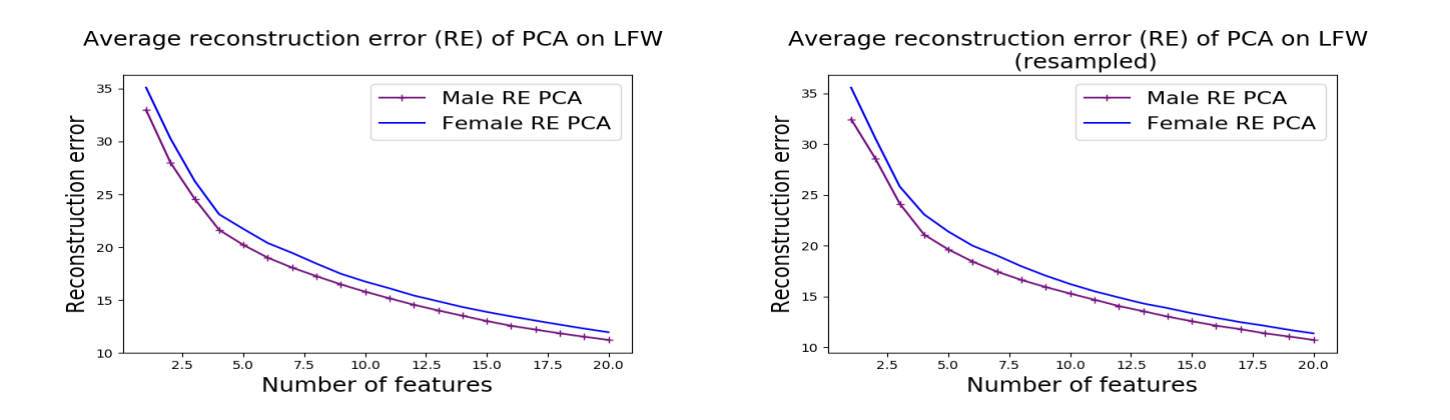 Average reconstruction error (RE) of PCA on LFW
Male RE PCA
Female RE PCA
Reconstruction error
35
30
25
20
15
10
2.5 5.0 7.5 10.0 12.5 15.0 17.5 20.0
Number of features
Average reconstruction error (RE) of PCA on LFW
(resampled)
Male RE PCA
Female RE PCA
Reconstruction error
35
30
25
20
15
10
2.5 5.0 7.5 10.0 12.5 15.0 17.5 20.0
Number of features